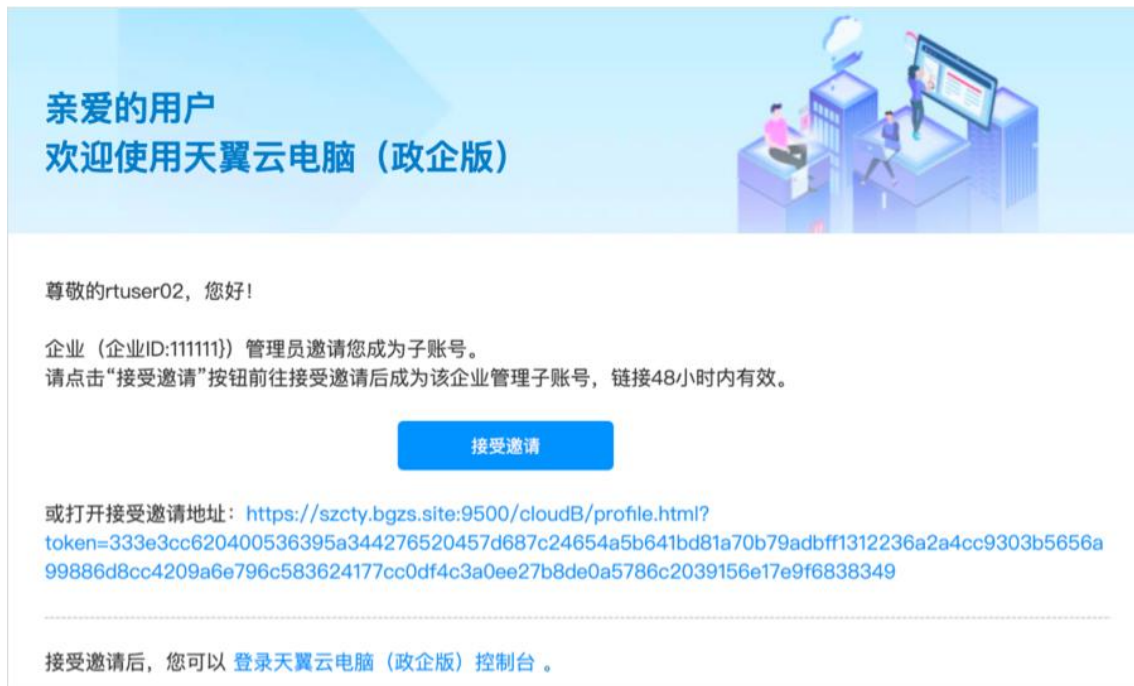 亲爱的用户
欢迎使用天翼云电脑（政企版）
尊敬的rtuser02，您好！
企业（企业ID:111111}）管理员邀请您成为子账号。
请点击“接受邀请”按钮前往接受邀请后成为该企业管理子账号，链接48小时内有效。
接受邀请
或打开接受邀请地址：https://szcty.bgzs.site:9500/cloudB/profile.html?
token=333e3cc620400536395a344276520457d687c24654a5b641bd81a70b79adbff1312236a2a4cc9303b5656a
99886d8cc4209a6e796c583624177cc0df4c3a0ee27b8de0a5786c2039156e17e9f6838349
接受邀请后，您可以 登录天翼云电脑（政企版）控制台 。